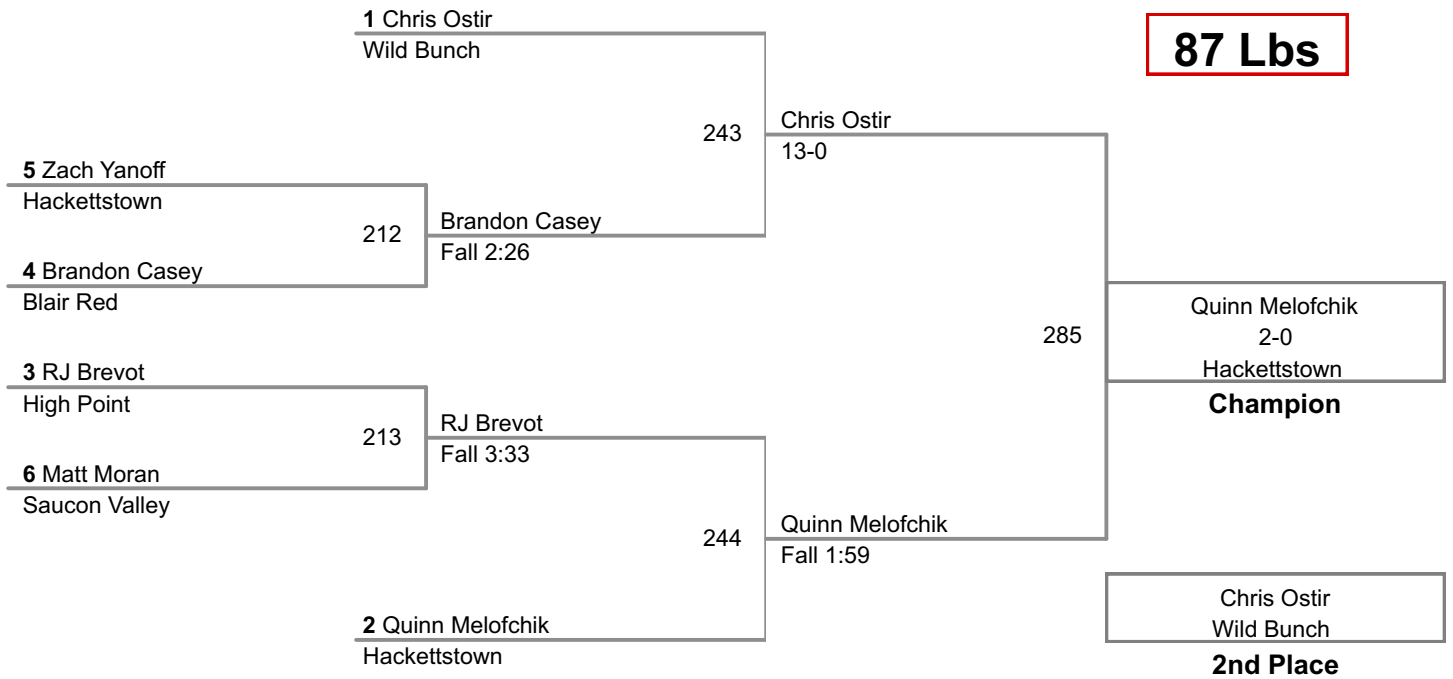 1 Chris Ostir
Wild Bunch
87 Lbs
243
Chris Ostir
13-0
5 Zach Yanoff
Hackettstown
212
Brandon Casey
Fall 2:26
4 Brandon Casey
Blair Red
285
Quinn Melofchik
2-0
Hackettstown
Champion
3 RJ Brevot
High Point
213
RJ Brevot
Fall 3:33
6 Matt Moran
Saucon Valley
244
Quinn Melofchik
Fall 1:59
2 Quinn Melofchik
Hackettstown
Chris Ostir
Wild Bunch
2nd Place